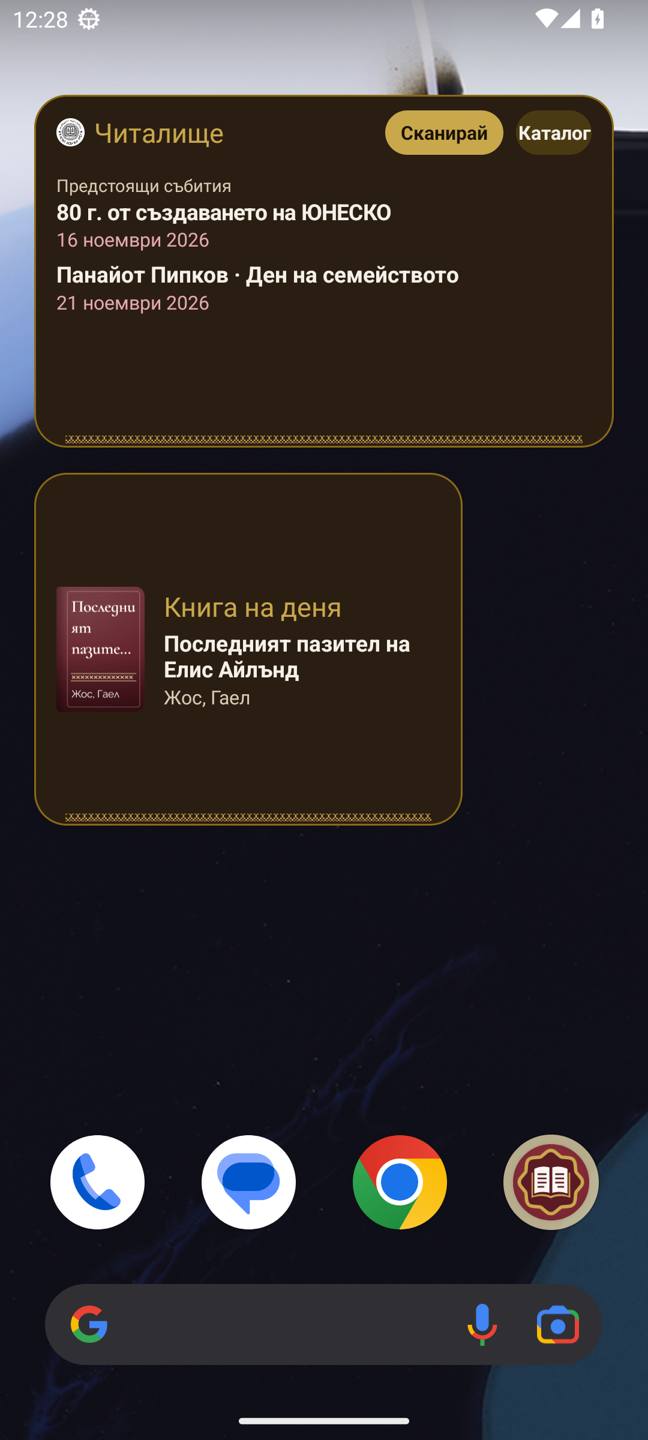 12:28
Читалище
Сканирай
Каталог
Предстоящи събития
80 г. от създаването на ЮНЕСКО
16 ноември 2026
Панайот Пипков · Ден на семейството
21 ноември 2026
Последни
ят
пазите...
Жос, Гаел
Книга на деня
Последният пазител на
Елис Айлънд
Жос, Гаел